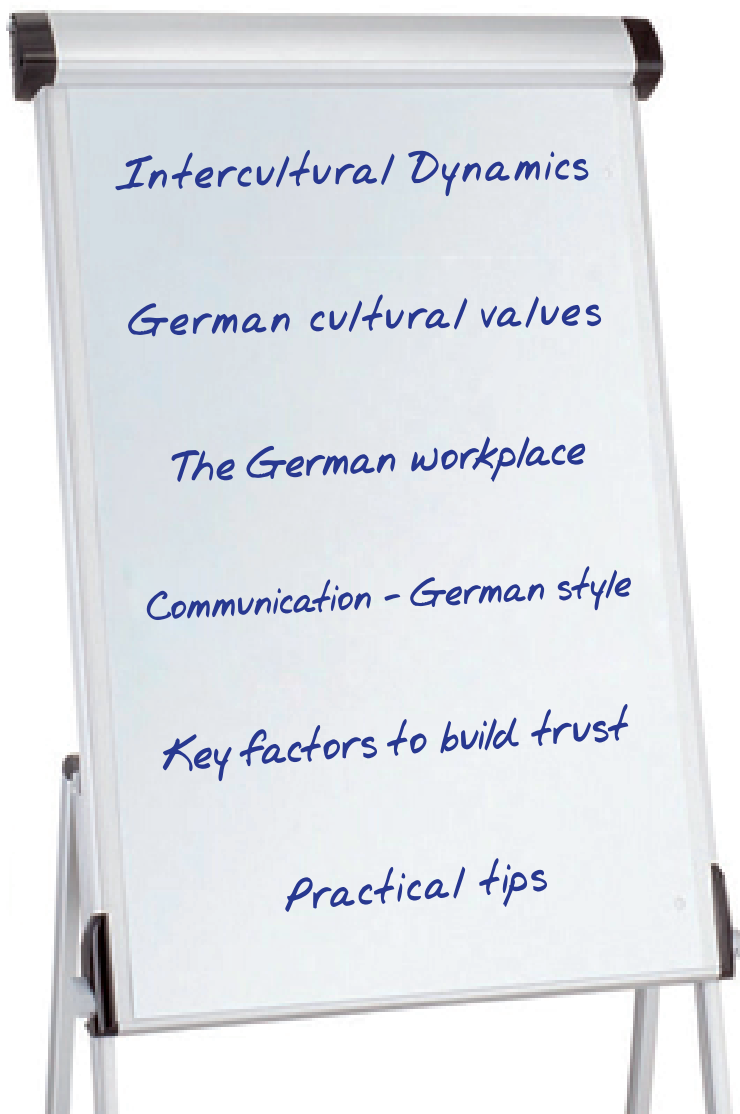 Intercultural Dynamics
German cultural values
The German workplace
Communication - German style
Key factors to build trust
Practical tips